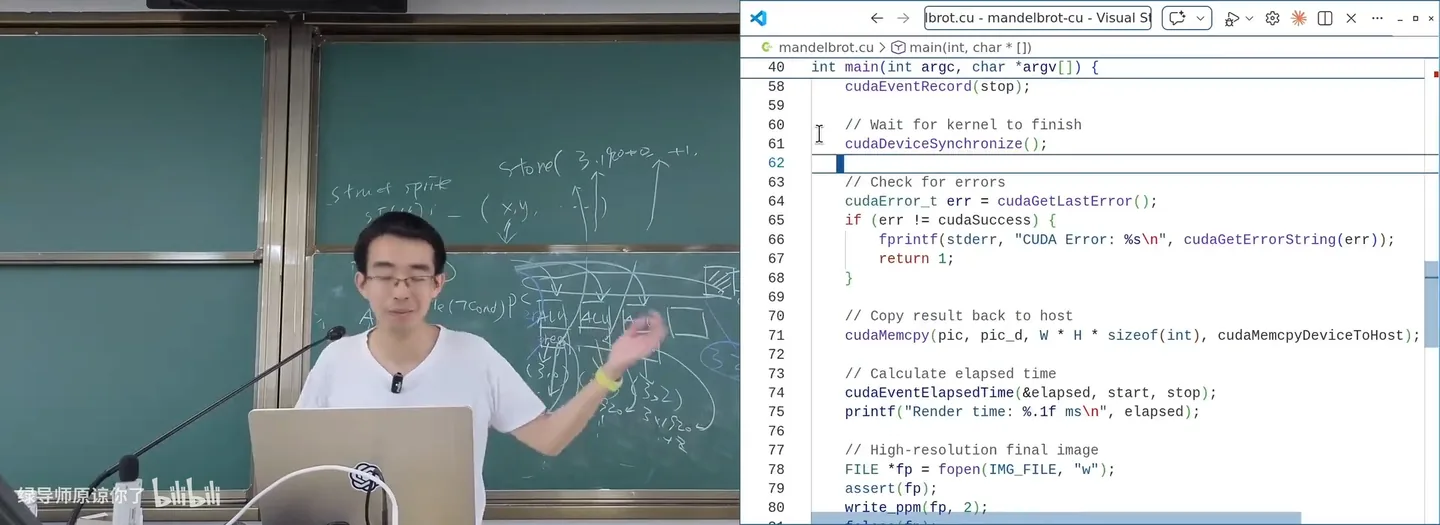 store( 3,
struct sprite
( x,y, ... )
ALU ALU
绿导师原谅你了 bilibili
lbrot.cu - mandelbrot-cu - Visual St
mandelbrot.cu > main(int, char * [])
40 int main(int argc, char *argv[]) {
58 cudaEventRecord(stop);
59
60 // Wait for kernel to finish
61 cudaDeviceSynchronize();
62
63 // Check for errors
64 cudaError_t err = cudaGetLastError();
65 if (err != cudaSuccess) {
66 fprintf(stderr, "CUDA Error: %s\n", cudaGetErrorString(err));
67 return 1;
68 }
69
70 // Copy result back to host
71 cudaMemcpy(pic, pic_d, W * H * sizeof(int), cudaMemcpyDeviceToHost);
72
73 // Calculate elapsed time
74 cudaEventElapsedTime(&elapsed, start, stop);
75 printf("Render time: %.1f ms\n", elapsed);
76
77 // High-resolution final image
78 FILE *fp = fopen(IMG_FILE, "w");
79 assert(fp);
80 write_ppm(fp, 2);